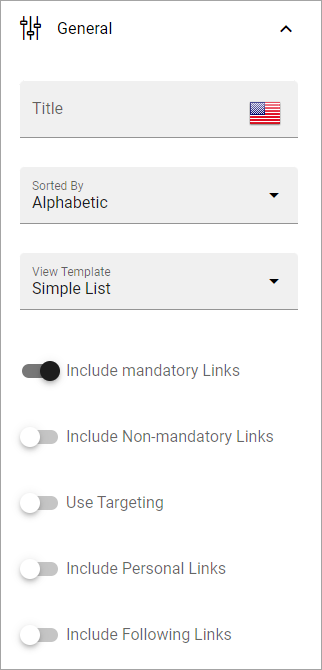 General
Title
Sorted By
Alphabetic
View Template
Simple List
Include mandatory Links
Include Non-mandatory Links
Use Targeting
Include Personal Links
Include Following Links